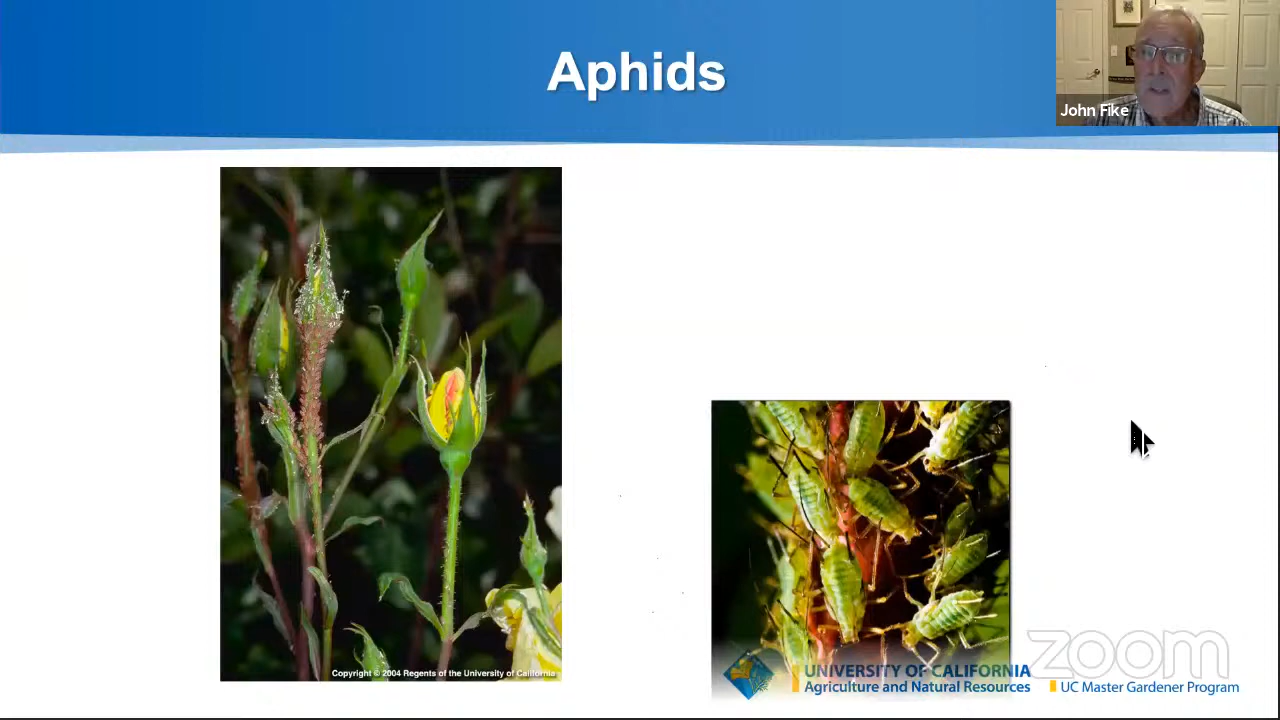 Aphids
John Fike
Copyright © 2004 Regents of the University of California
UNIVERSITY OF CALIFORNIA
Agriculture and Natural Resources
UC Master Gardener Program
zoom